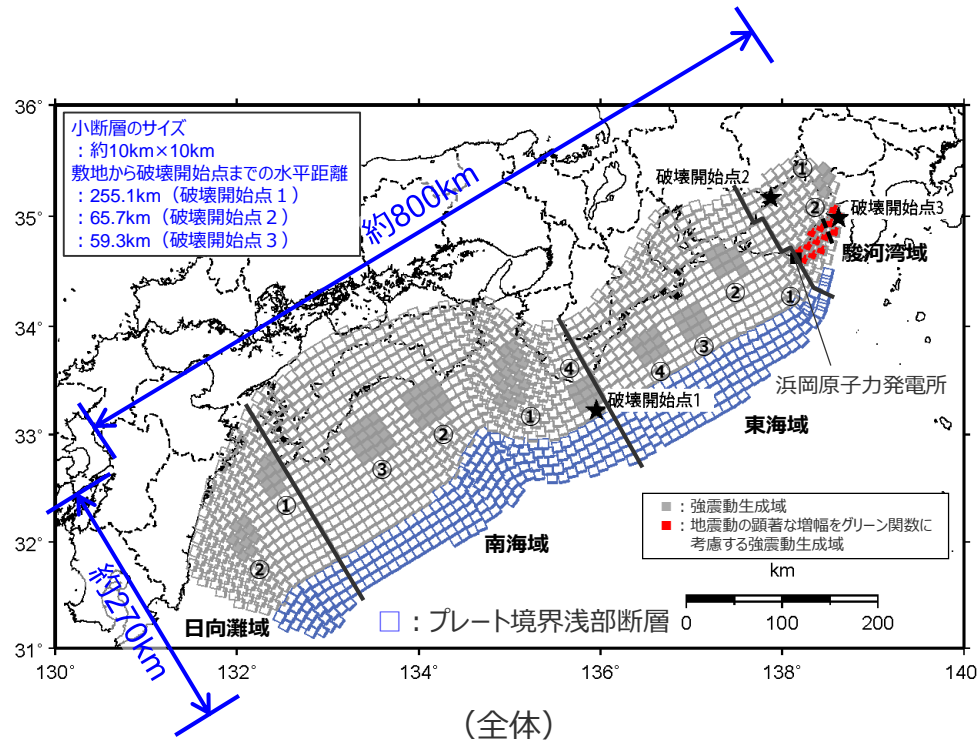 小断層のサイズ
：約10km×10km
敷地から破壊開始点までの水平距離
：255.1km（破壊開始点１）
：65.7km（破壊開始点２）
：59.3km（破壊開始点３）
約800km
約270km
36°
35°
34°
33°
32°
31°
130
132
134
136
138
140
破壊開始点2
破壊開始点3
破壊開始点1
駿河湾域
浜岡原子力発電所
東海域
南海域
日向灘域
①
②
①
②
③
④
④
①
②
③
①
②
：強震動生成域
：地震動の顕著な増幅をグリーン関数に
考慮する強震動生成域
km
0
100
200
：プレート境界浅部断層
（全体）